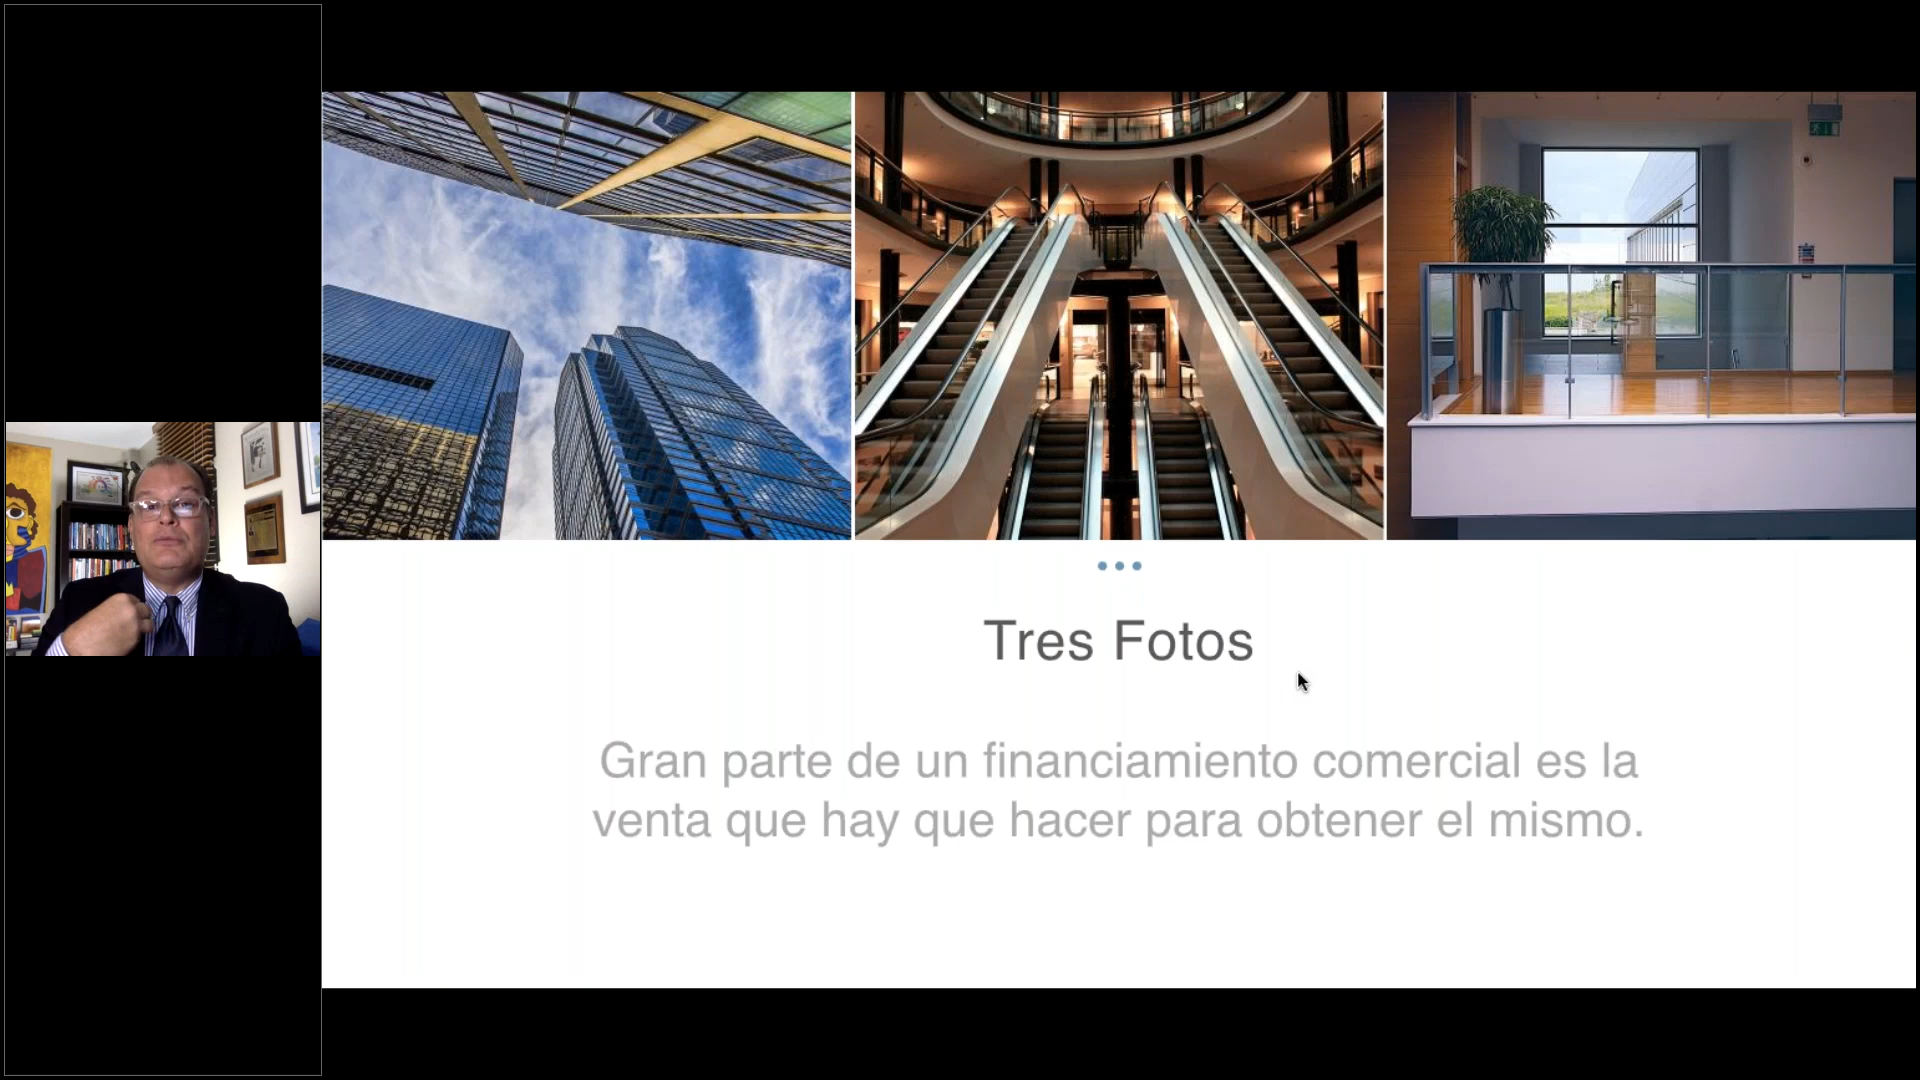 Tres Fotos
Gran parte de un financiamiento comercial es la
venta que hay que hacer para obtener el mismo.